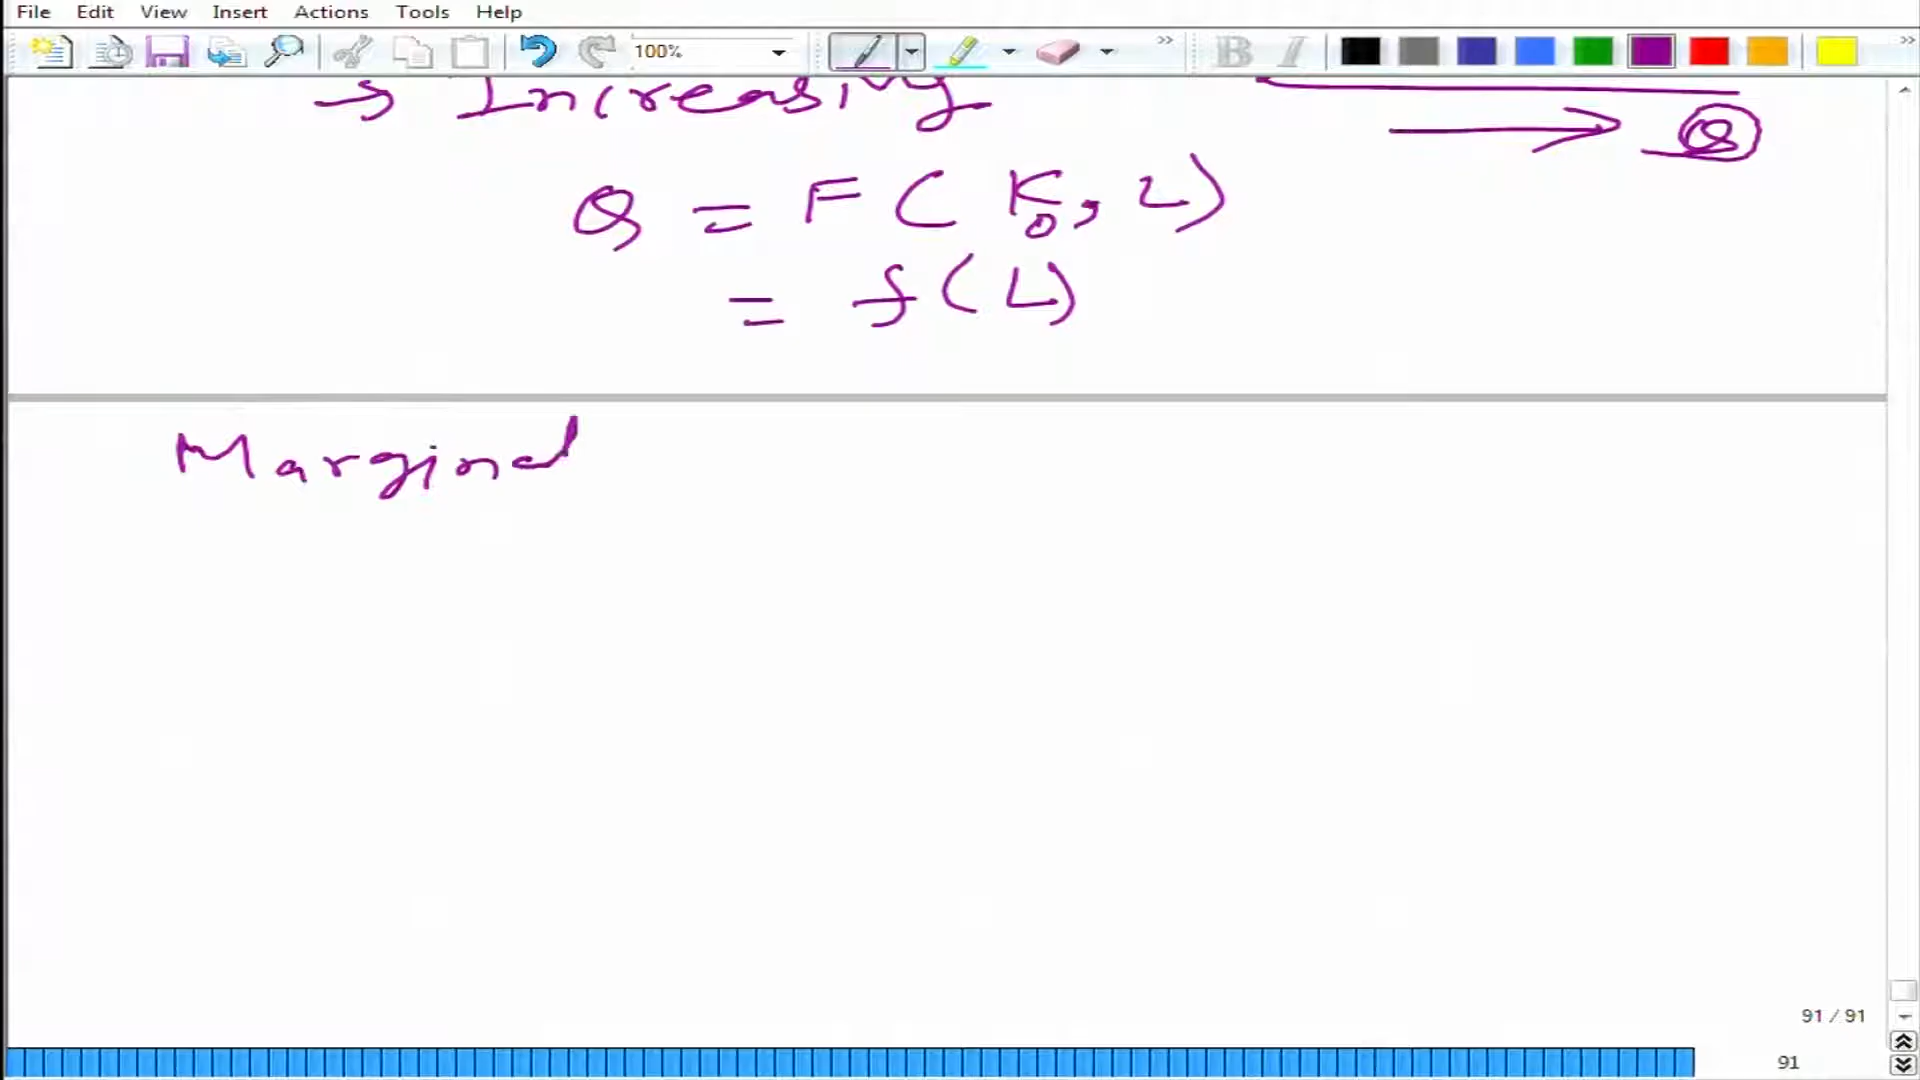 File Edit View Insert Actions Tools Help
100%
B I
→ Increasing
Q
Q = F ( K₀, L)
= f ( L)
Marginal
91 / 91
91